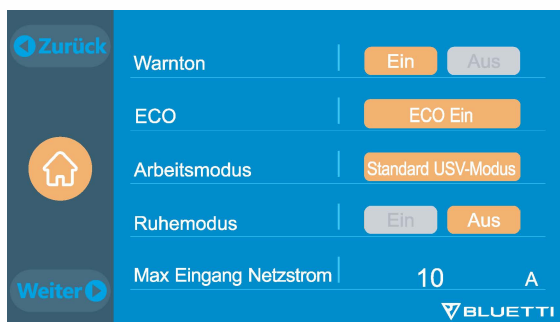 Zurück
Warnton Ein Aus
ECO ECO Ein
Arbeitsmodus Standard USV-Modus
Ruhemodus Ein Aus
Max Eingang Netzstrom 10 A
Weiter
BLUETTI